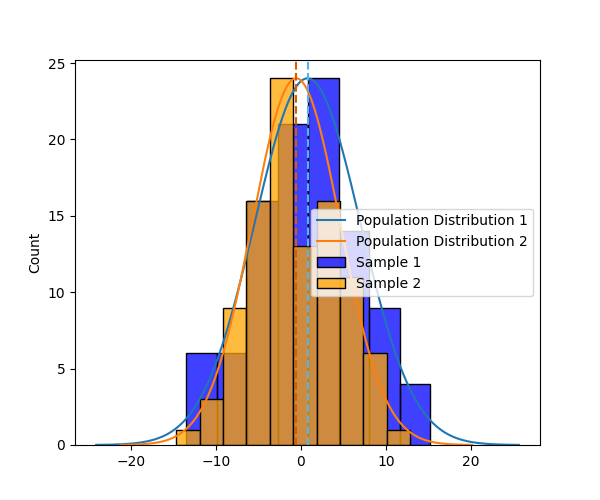 25
20
15
10
5
0
Count
Population Distribution 1
Population Distribution 2
Sample 1
Sample 2
−20 −10 0 10 20